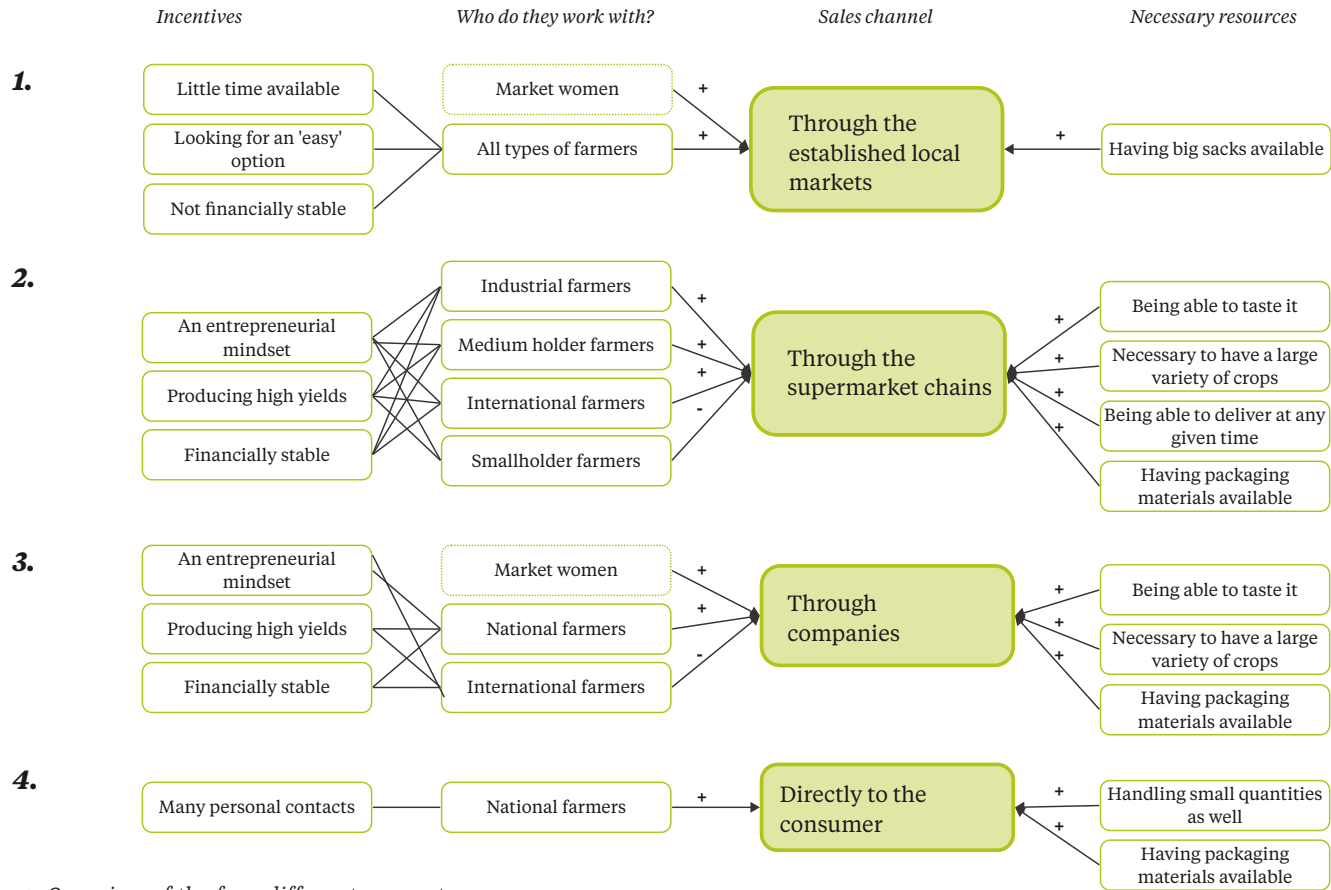 Incentives
Who do they work with?
Sales channel
Necessary resources
1.
Little time available
Looking for an 'easy'
option
Not financially stable
Market women
All types of farmers
+
+
Through the
established local
markets
+
Having big sacks available
2.
An entrepreneurial
mindset
Producing high yields
Financially stable
Industrial farmers
Medium holder farmers
International farmers
Smallholder farmers
+
+
+
-
Through the
supermarket chains
+
+
+
+
Being able to taste it
Necessary to have a large
variety of crops
Being able to deliver at any
given time
Having packaging
materials available
3.
An entrepreneurial
mindset
Producing high yields
Financially stable
Market women
National farmers
International farmers
+
+
-
Through
companies
+
+
+
Being able to taste it
Necessary to have a large
variety of crops
Having packaging
materials available
4.
Many personal contacts
National farmers
+
Directly to the
consumer
+
+
Handling small quantities
as well
Having packaging
materials available